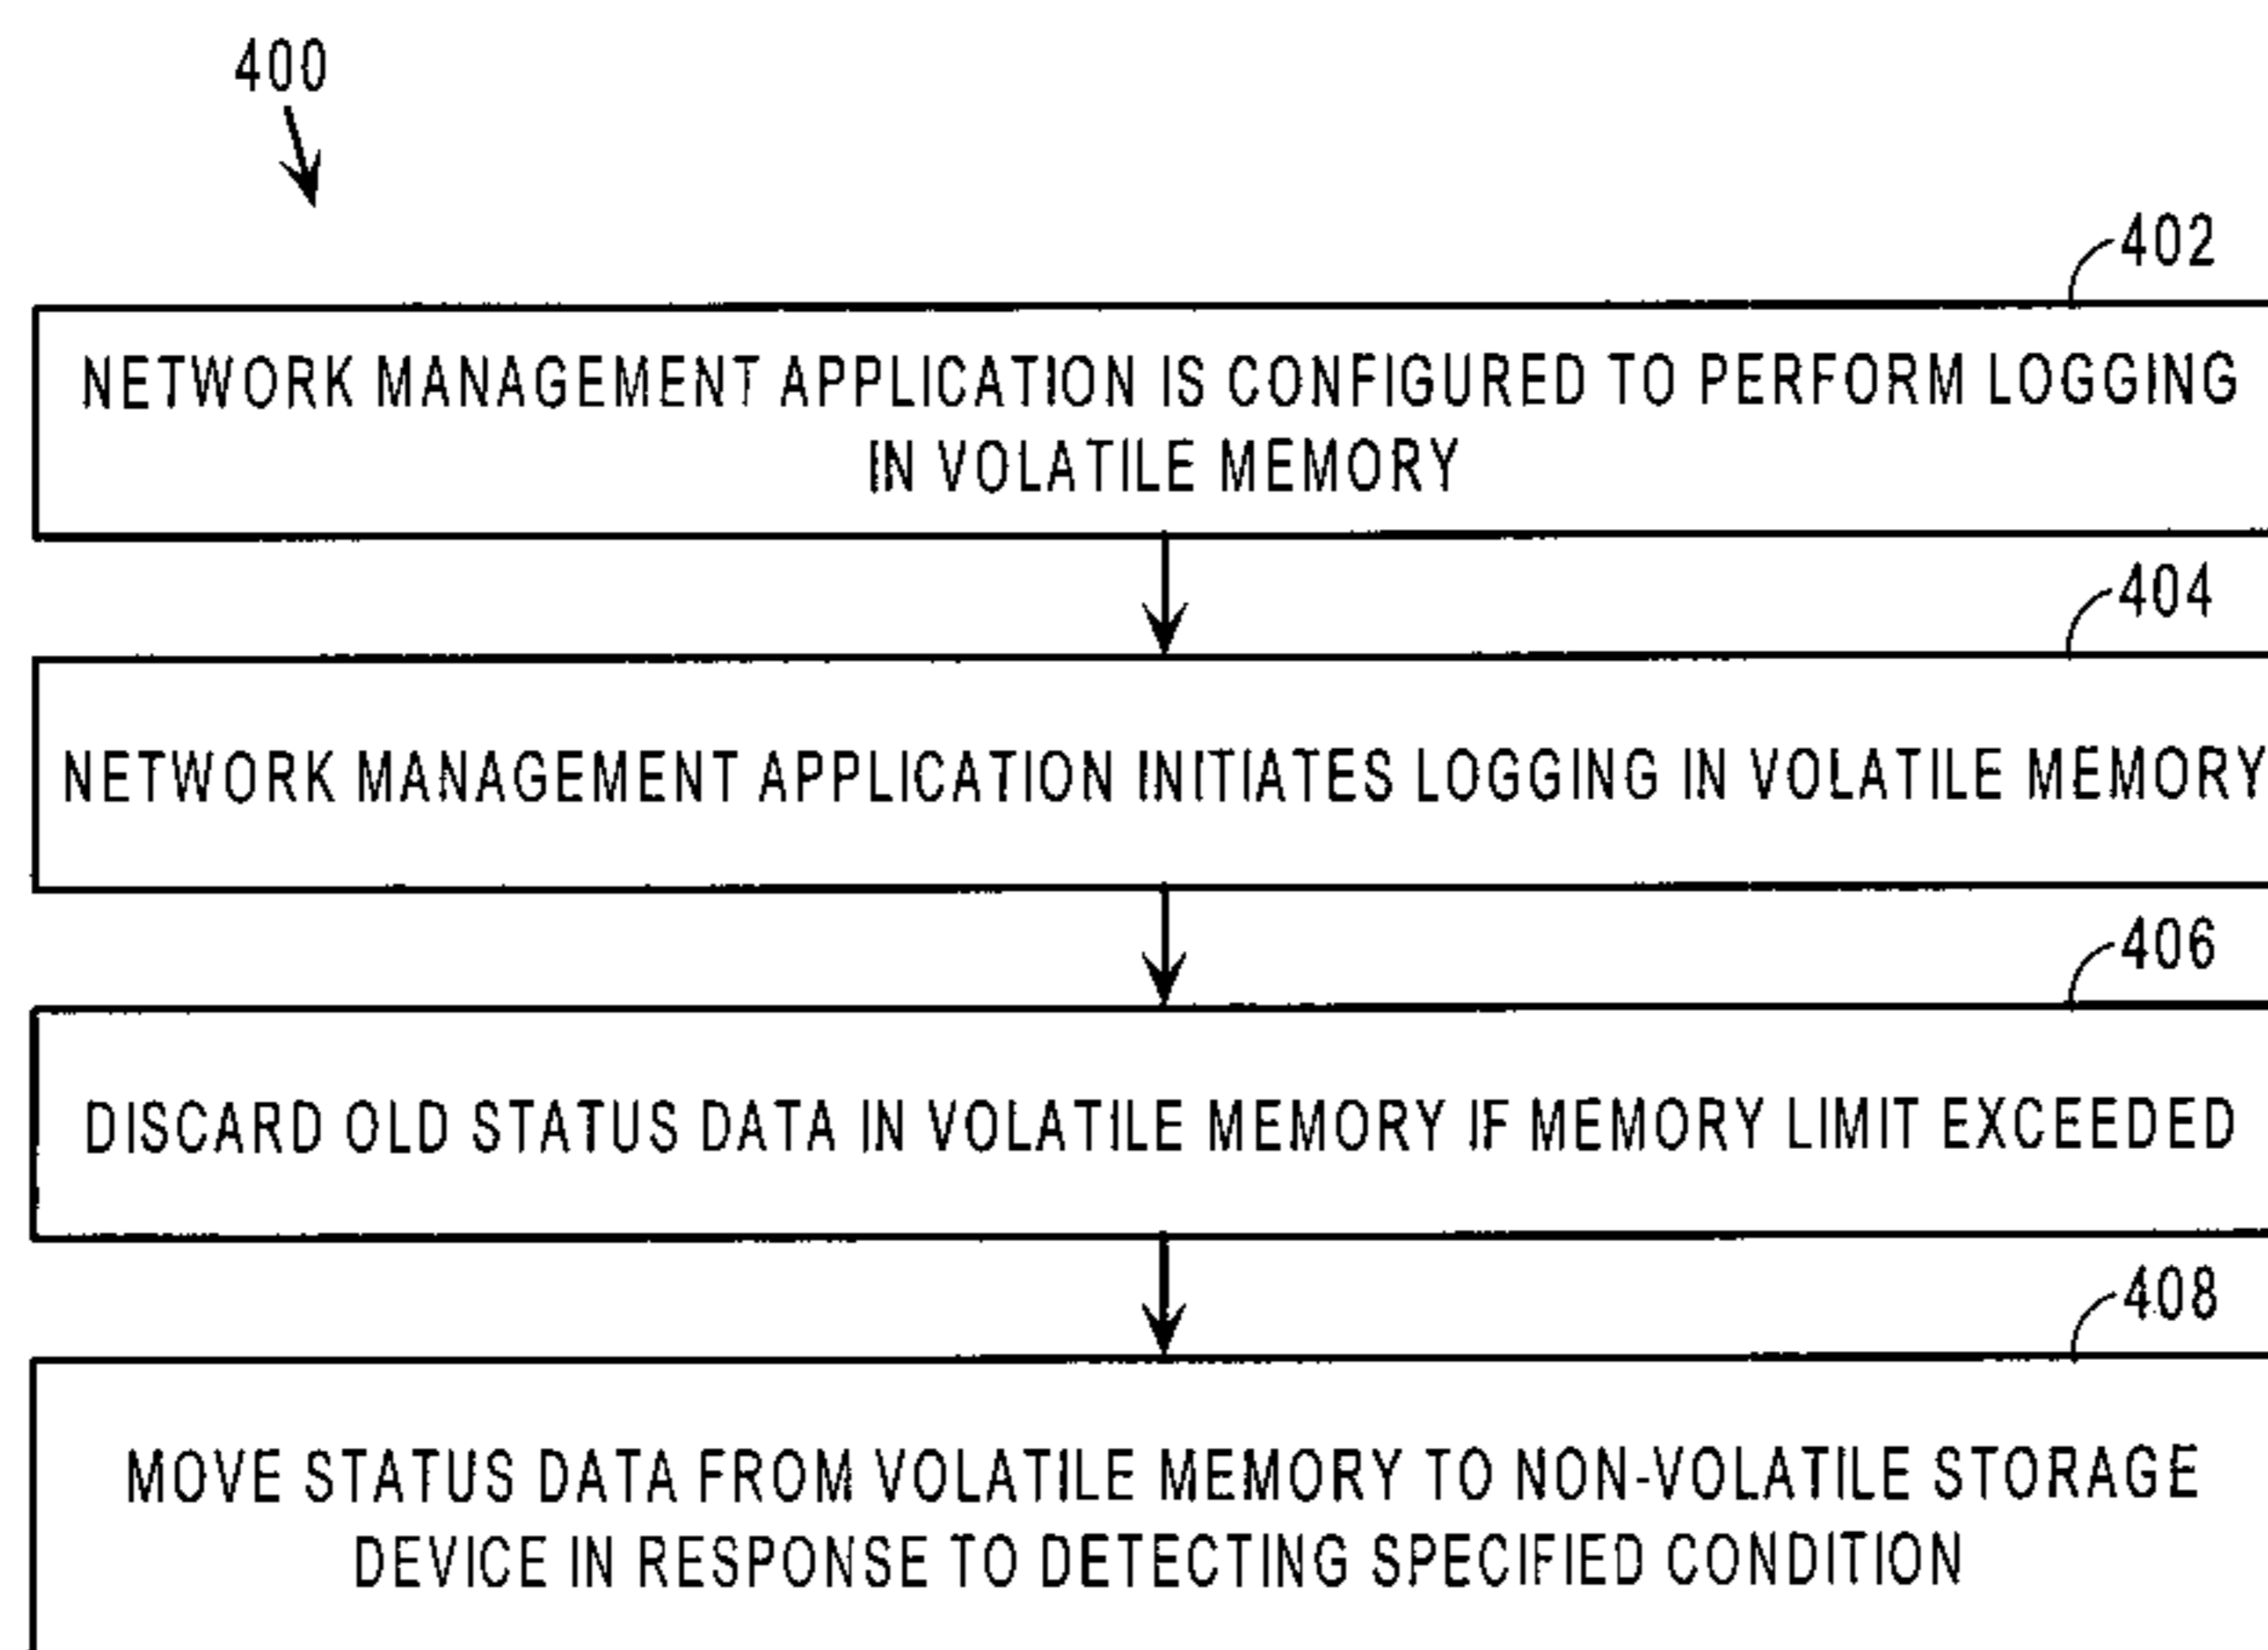 400
402
NETWORK MANAGEMENT APPLICATION IS CONFIGURED TO PERFORM LOGGING
IN VOLATILE MEMORY
404
NETWORK MANAGEMENT APPLICATION INITIATES LOGGING IN VOLATILE MEMORY
406
DISCARD OLD STATUS DATA IN VOLATILE MEMORY IF MEMORY LIMIT EXCEEDED
408
MOVE STATUS DATA FROM VOLATILE MEMORY TO NON-VOLATILE STORAGE
DEVICE IN RESPONSE TO DETECTING SPECIFIED CONDITION